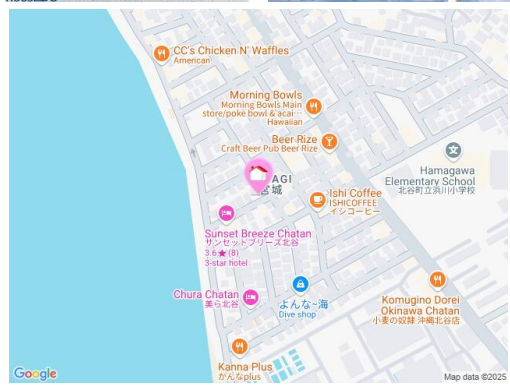 CC's Chicken N' Waffles
American
Morning Bowls
Morning Bowls Main
store/poke bowl & acai...
Hawaiian
Beer Rize
Craft Beer Pub Beer Rize
Hamagawa
Elementary School
北谷町立浜川小学校
AGI
宮城
Ishi Coffee
ISHICOFFEE
イシコーヒー
Sunset Breeze Chatan
サンセットブリーズ北谷
3.6★(8)
3-star hotel
Chura Chatan
美ら北谷
よんな~海
Dive shop
Komugino Dorei
Okinawa Chatan
小麦の奴隷 沖縄北谷店
Kanna Plus
かんなplus
Google
Map data ©2025